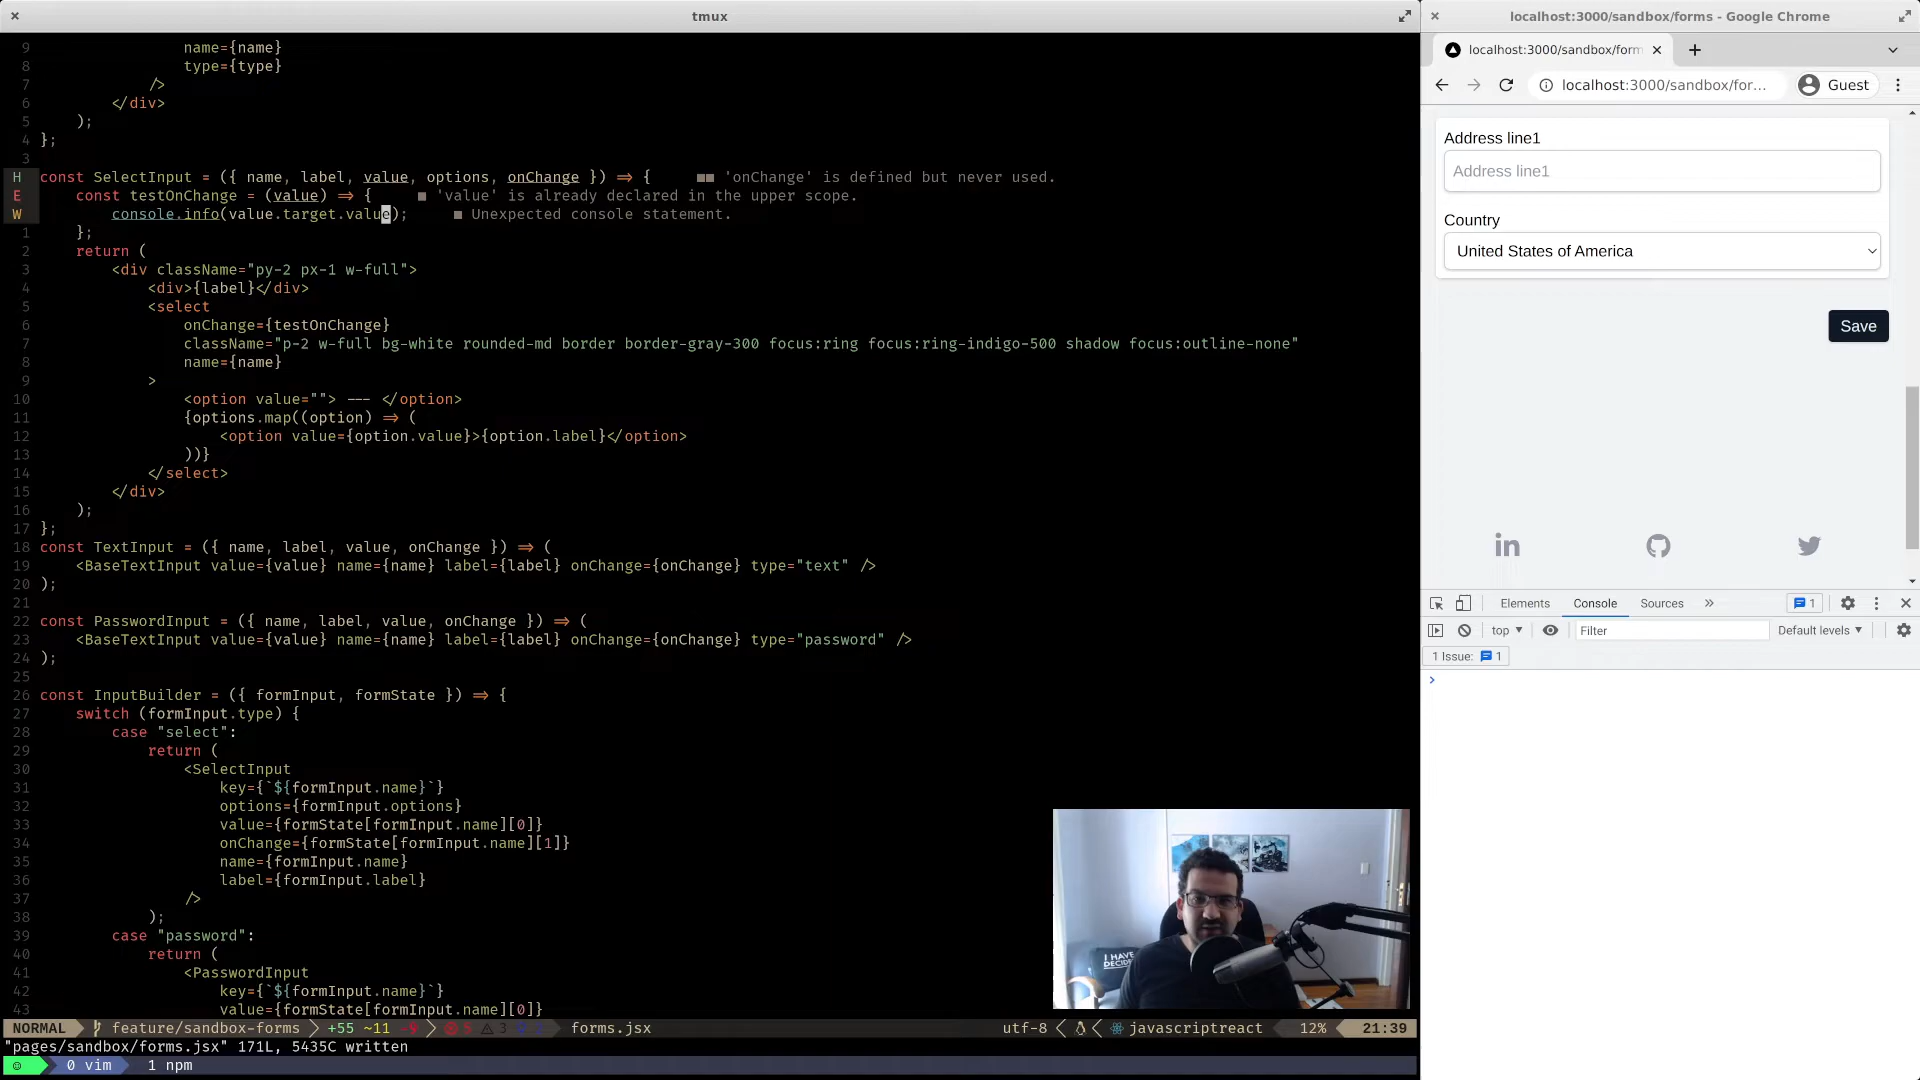 tmux
9 name={name}
8 type={type}
7 />
6 </div>
5 );
4 };
3
H const SelectInput = ({ name, label, value, options, onChange }) => { ■■ 'onChange' is defined but never used.
E const testOnChange = (value) => { ■ 'value' is already declared in the upper scope.
W console.info(value.target.value); ■ Unexpected console statement.
1 };
2 return (
3 <div className="py-2 px-1 w-full">
4 <div>{label}</div>
5 <select
6 onChange={testOnChange}
7 className="p-2 w-full bg-white rounded-md border border-gray-300 focus:ring focus:ring-indigo-500 shadow focus:outline-none"
8 name={name}
9 >
10 <option value=""> --- </option>
11 {options.map((option) => (
12 <option value={option.value}>{option.label}</option>
13 ))}
14 </select>
15 </div>
16 );
17 };
18 const TextInput = ({ name, label, value, onChange }) => (
19 <BaseTextInput value={value} name={name} label={label} onChange={onChange} type="text" />
20 );
21
22 const PasswordInput = ({ name, label, value, onChange }) => (
23 <BaseTextInput value={value} name={name} label={label} onChange={onChange} type="password" />
24 );
25
26 const InputBuilder = ({ formInput, formState }) => {
27 switch (formInput.type) {
28 case "select":
29 return (
30 <SelectInput
31 key={`${formInput.name}`}
32 options={formInput.options}
33 value={formState[formInput.name][0]}
34 onChange={formState[formInput.name][1]}
35 name={formInput.name}
36 label={formInput.label}
37 />
38 );
39 case "password":
40 return (
41 <PasswordInput
42 key={`${formInput.name}`}
43 value={formState[formInput.name][0]}
I HAVE
NORMAL feature/sandbox-forms +55 ~11 -9 5 3 forms.jsx utf-8 javascriptreact 12% 21:39
"pages/sandbox/forms.jsx" 171L, 5435C written
0 vim 1 npm
localhost:3000/sandbox/forms - Google Chrome
localhost:3000/sandbox/form
localhost:3000/sandbox/for... Guest
Address line1
Address line1
Country
United States of America
Save
in
Elements Console Sources » 1
top Filter Default levels
1 Issue: 1
>